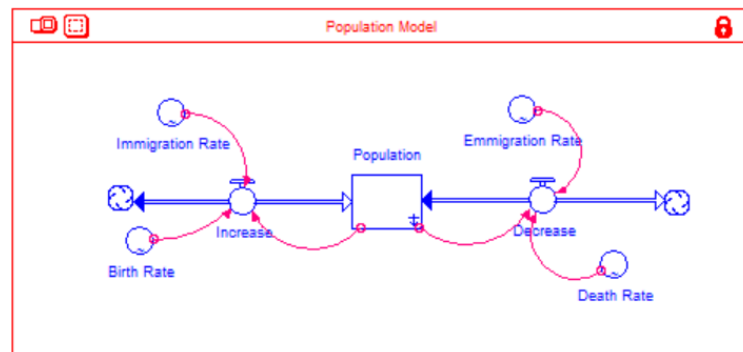 Population Model
Immigration Rate
Emmigration Rate
Population
Increase
Decrease
Birth Rate
Death Rate